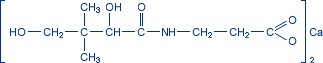 CH₃ OH O
HO—CH₂—C—CH—C—NH—CH₂—CH₂—C O O 2 Ca
CH₃